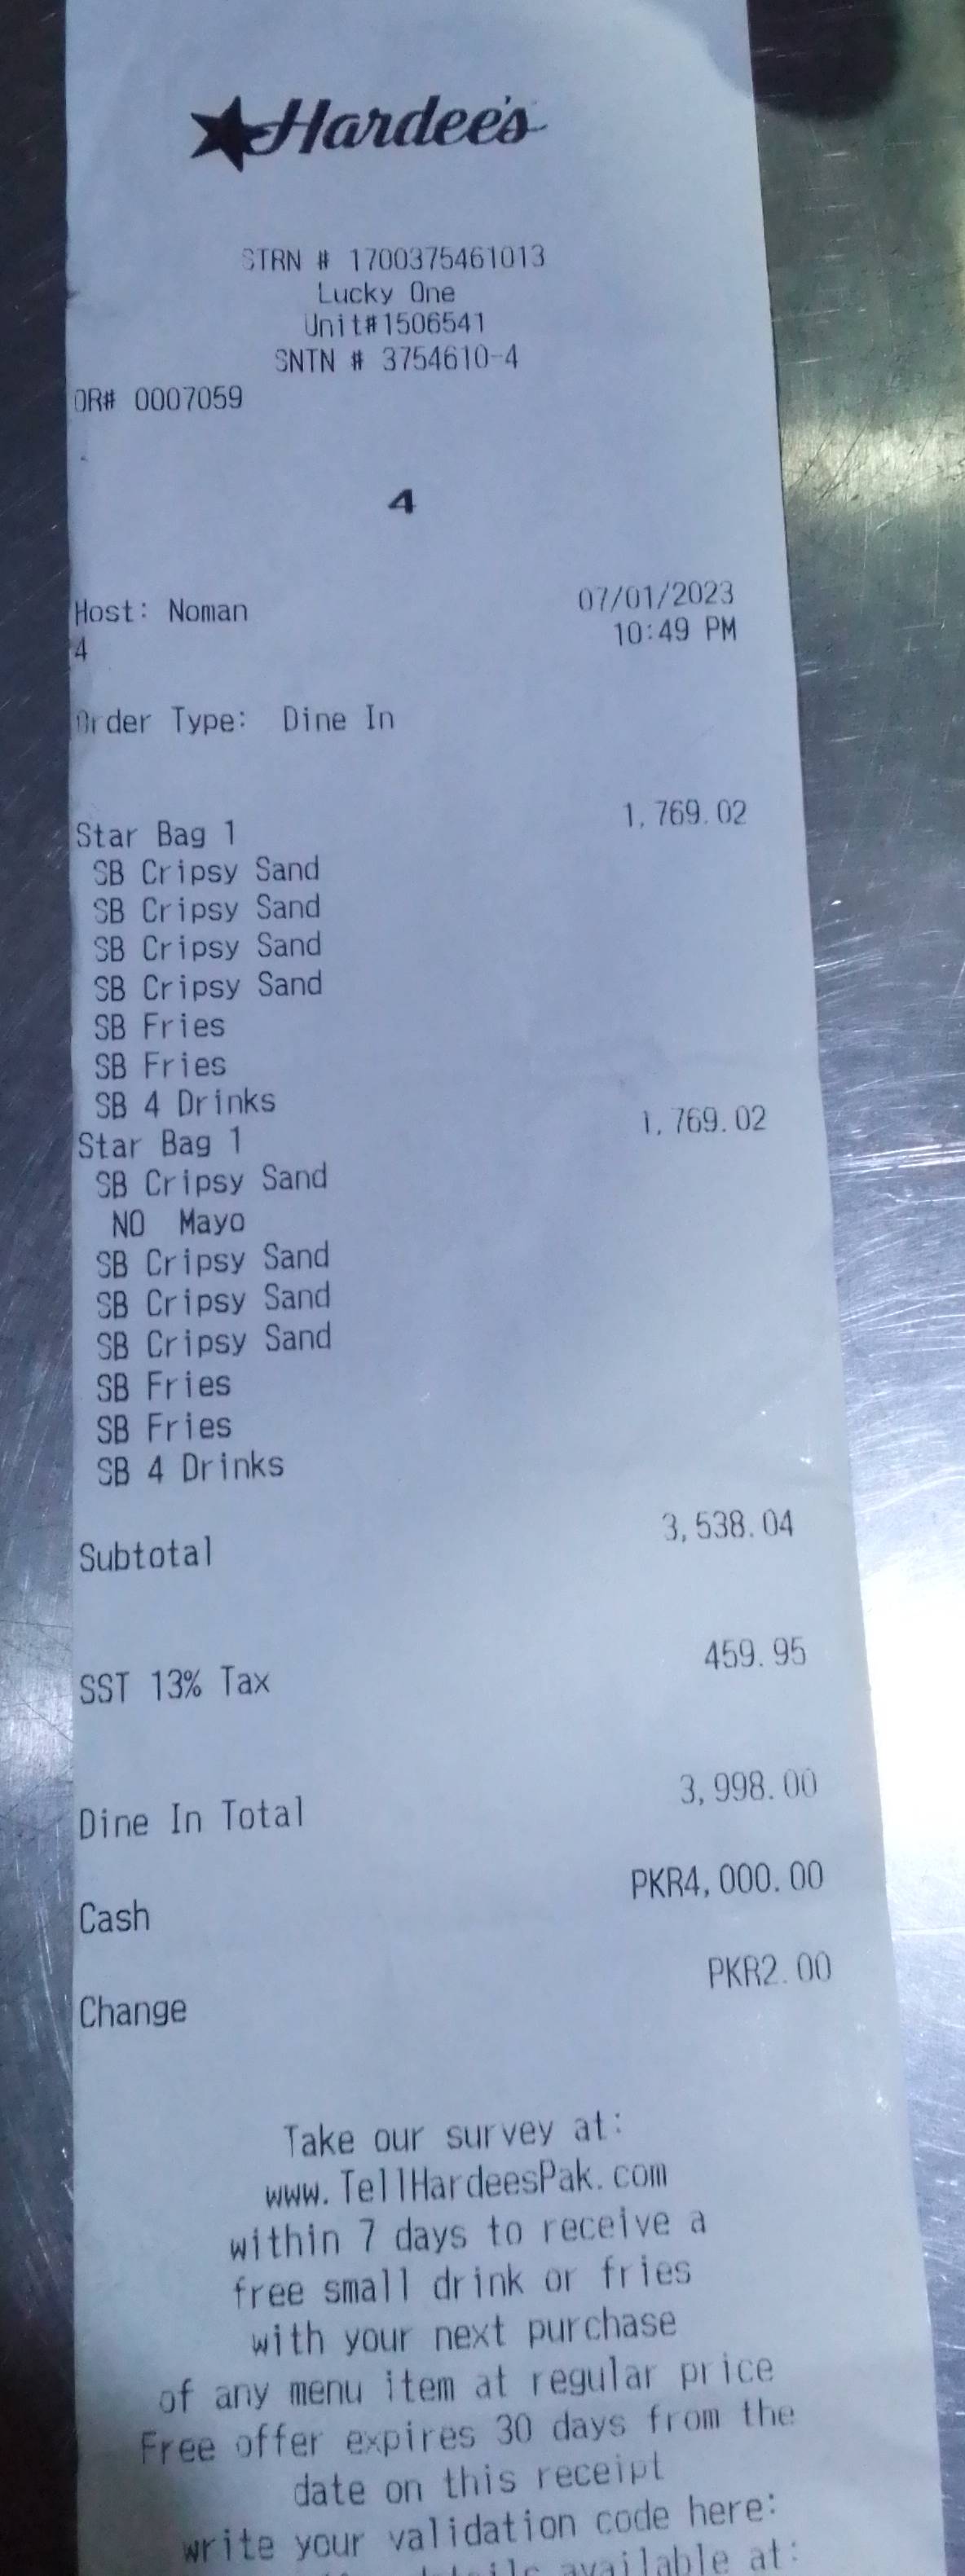 Hardee's
STRN # 1700375461013
Lucky One
Unit#1506541
SNTN # 3754610-4
OR# 0007059
4
Host: Noman 07/01/2023
4 10:49 PM
Order Type: Dine In
Star Bag 1 1,769.02
SB Cripsy Sand
SB Cripsy Sand
SB Cripsy Sand
SB Cripsy Sand
SB Fries
SB Fries
SB 4 Drinks
Star Bag 1 1,769.02
SB Cripsy Sand
NO Mayo
SB Cripsy Sand
SB Cripsy Sand
SB Cripsy Sand
SB Fries
SB Fries
SB 4 Drinks
Subtotal 3,538.04
SST 13% Tax 459.95
Dine In Total 3,998.00
Cash PKR4,000.00
Change PKR2.00
Take our survey at:
www.TellHardeesPak.com
within 7 days to receive a
free small drink or fries
with your next purchase
of any menu item at regular price
Free offer expires 30 days from the
date on this receipt
write your validation code here:
available at: